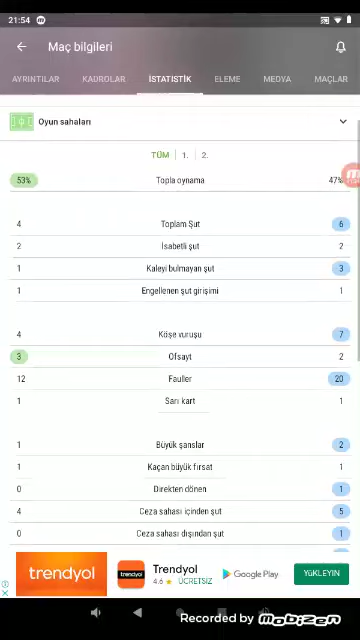 21:54
Maç bilgileri
AYRINTILAR KADROLAR İSTATİSTİK ELEME MEDYA MAÇLAR
Oyun sahaları
TÜM 1. 2.
53% Topla oynama 47%
4 Toplam Şut 6
2 İsabetli şut 2
1 Kaleyi bulmayan şut 3
1 Engellenen şut girişimi 1
4 Köşe vuruşu 7
3 Ofsayt 2
12 Fauller 20
1 Sarı kart 1
1 Büyük şanslar 2
1 Kaçan büyük fırsat 1
0 Direkten dönen 1
4 Ceza sahası içinden şut 5
0 Ceza sahası dışından şut 1
trendyol
trendyol
Trendyol
4.6 ★ ÜCRETSİZ
Google Play
YÜKLEYIN
Recorded by mobizen